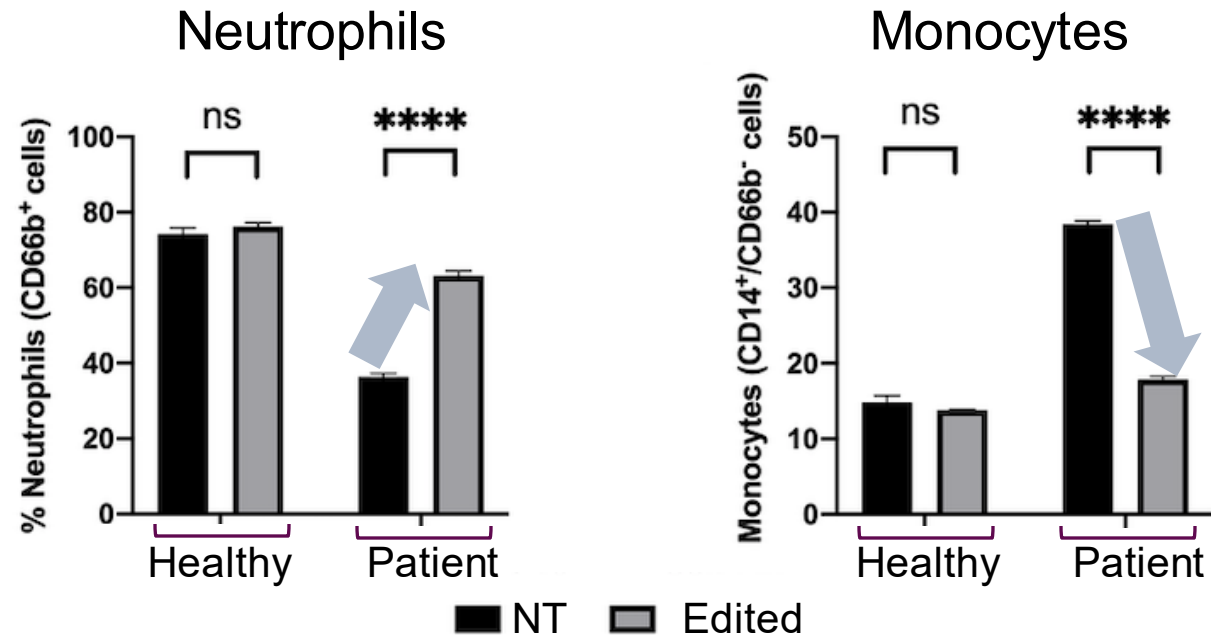 Neutrophils
% Neutrophils (CD66b⁺ cells)
100
80
60
40
20
0
ns
****
Healthy
Patient
Monocytes
Monocytes (CD14⁺/CD66b⁻ cells)
50
40
30
20
10
0
ns
****
Healthy
Patient
NT
Edited